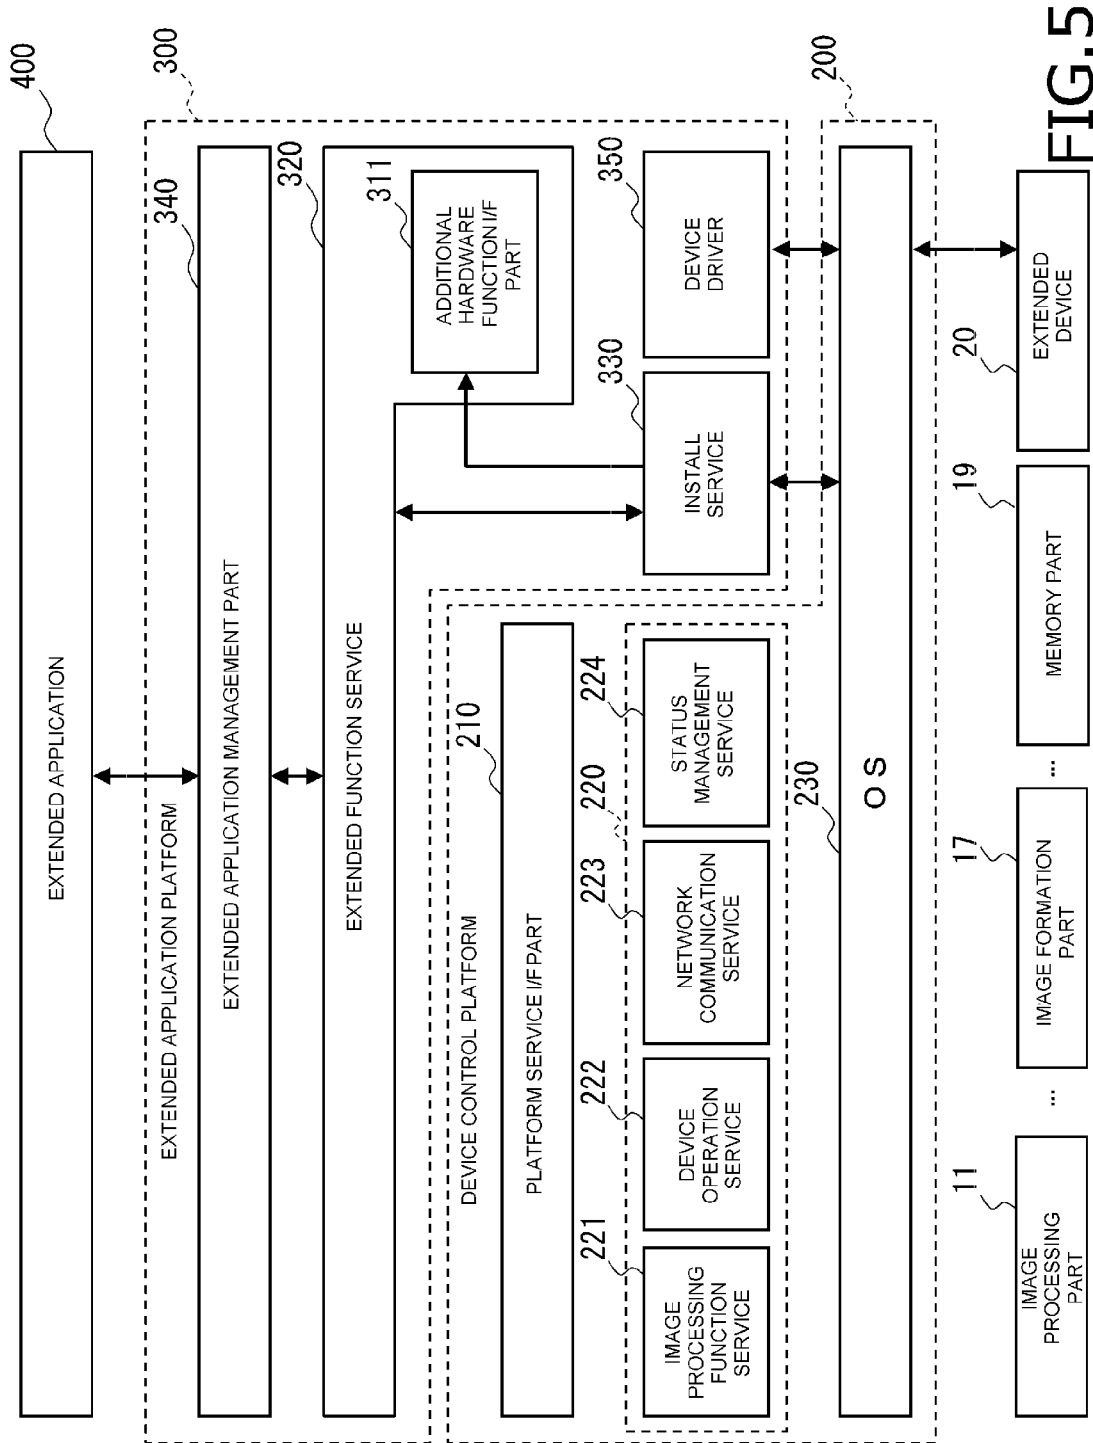 400
EXTENDED APPLICATION
300
EXTENDED APPLICATION PLATFORM
340
EXTENDED APPLICATION MANAGEMENT PART
320
EXTENDED FUNCTION SERVICE
311
ADDITIONAL
HARDWARE
FUNCTION I/F
PART
DEVICE CONTROL PLATFORM
210
PLATFORM SERVICE I/F PART
220
221
IMAGE
PROCESSING
FUNCTION
SERVICE
222
DEVICE
OPERATION
SERVICE
223
NETWORK
COMMUNICATION
SERVICE
224
STATUS
MANAGEMENT
SERVICE
330
INSTALL
SERVICE
350
DEVICE
DRIVER
200
230
OS
11
IMAGE
PROCESSING
PART
...
17
IMAGE FORMATION
PART
...
19
MEMORY PART
20
EXTENDED
DEVICE
FIG.5